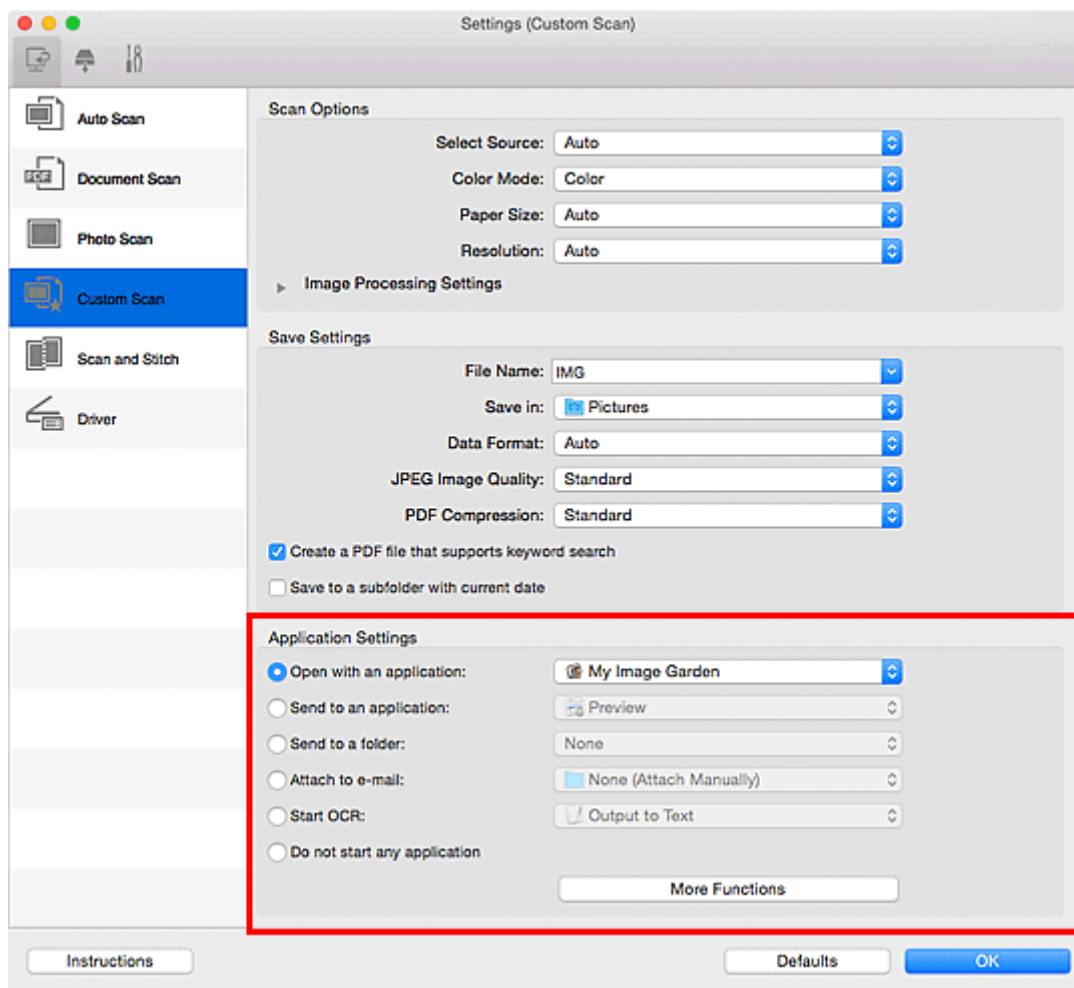 Settings (Custom Scan)
Auto Scan
Document Scan
Photo Scan
Custom Scan
Scan and Stitch
Driver
Scan Options
Select Source: Auto
Color Mode: Color
Paper Size: Auto
Resolution: Auto
Image Processing Settings
Save Settings
File Name: IMG
Save in: Pictures
Data Format: Auto
JPEG Image Quality: Standard
PDF Compression: Standard
Create a PDF file that supports keyword search
Save to a subfolder with current date
Application Settings
Open with an application: My Image Garden
Send to an application: Preview
Send to a folder: None
Attach to e-mail: None (Attach Manually)
Start OCR: Output to Text
Do not start any application
More Functions
Instructions Defaults OK